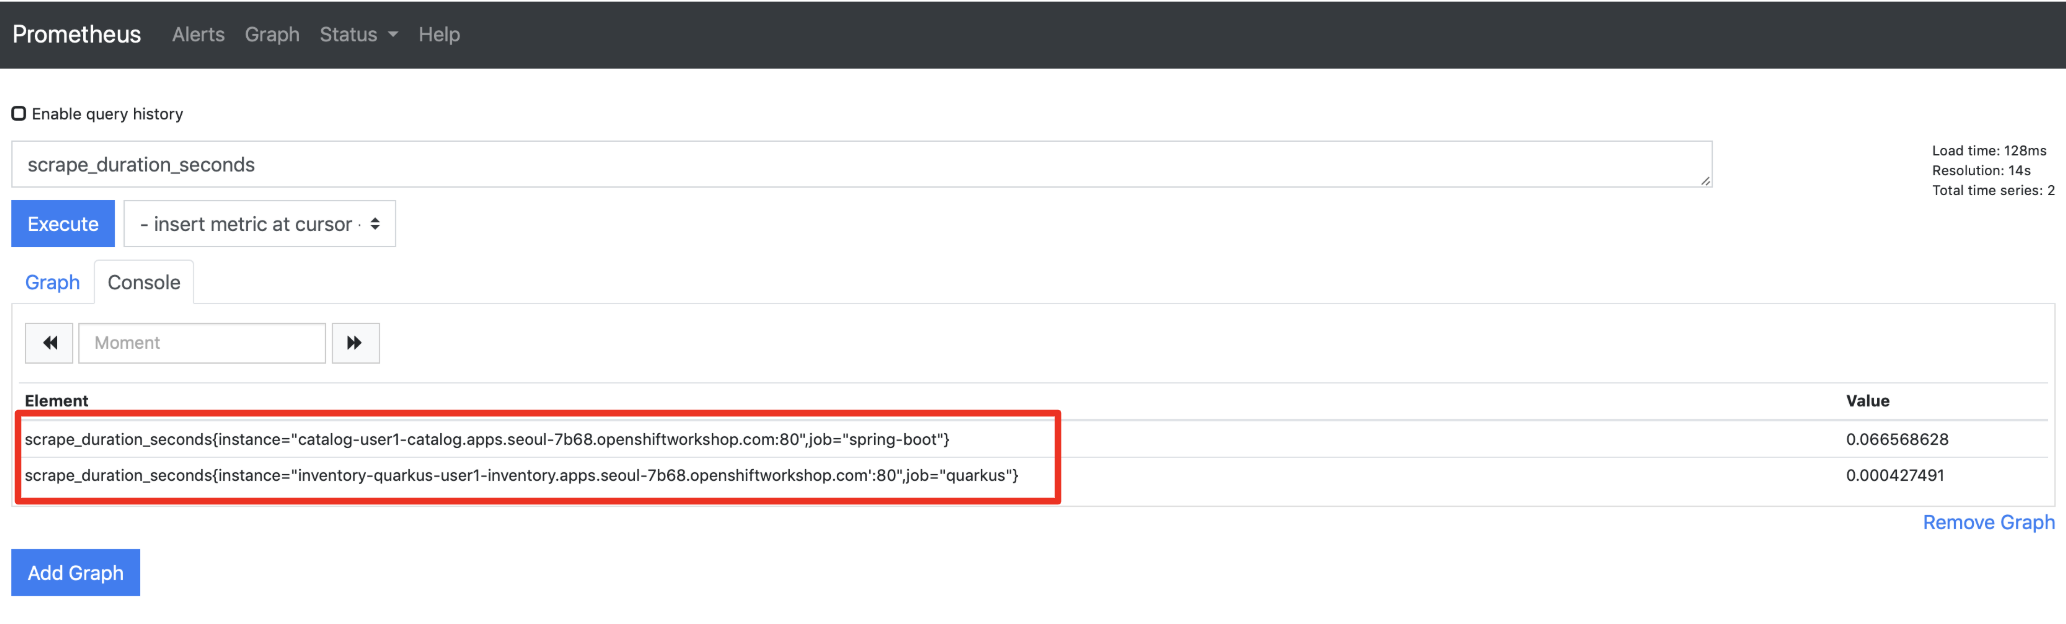 Prometheus Alerts Graph Status Help
Enable query history
scrape_duration_seconds
Load time: 128ms
Resolution: 14s
Total time series: 2
Execute - insert metric at cursor -
Graph Console
Moment
Element Value
scrape_duration_seconds{instance="catalog-user1-catalog.apps.seoul-7b68.openshiftworkshop.com:80",job="spring-boot"} 0.066568628
scrape_duration_seconds{instance="inventory-quarkus-user1-inventory.apps.seoul-7b68.openshiftworkshop.com':80",job="quarkus"} 0.000427491
Remove Graph
Add Graph